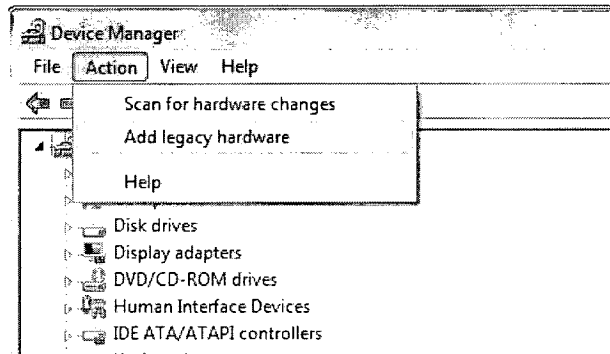 Device Manager
File Action View Help
Scan for hardware changes
Add legacy hardware
Help
Disk drives
Display adapters
DVD/CD-ROM drives
Human Interface Devices
IDE ATA/ATAPI controllers